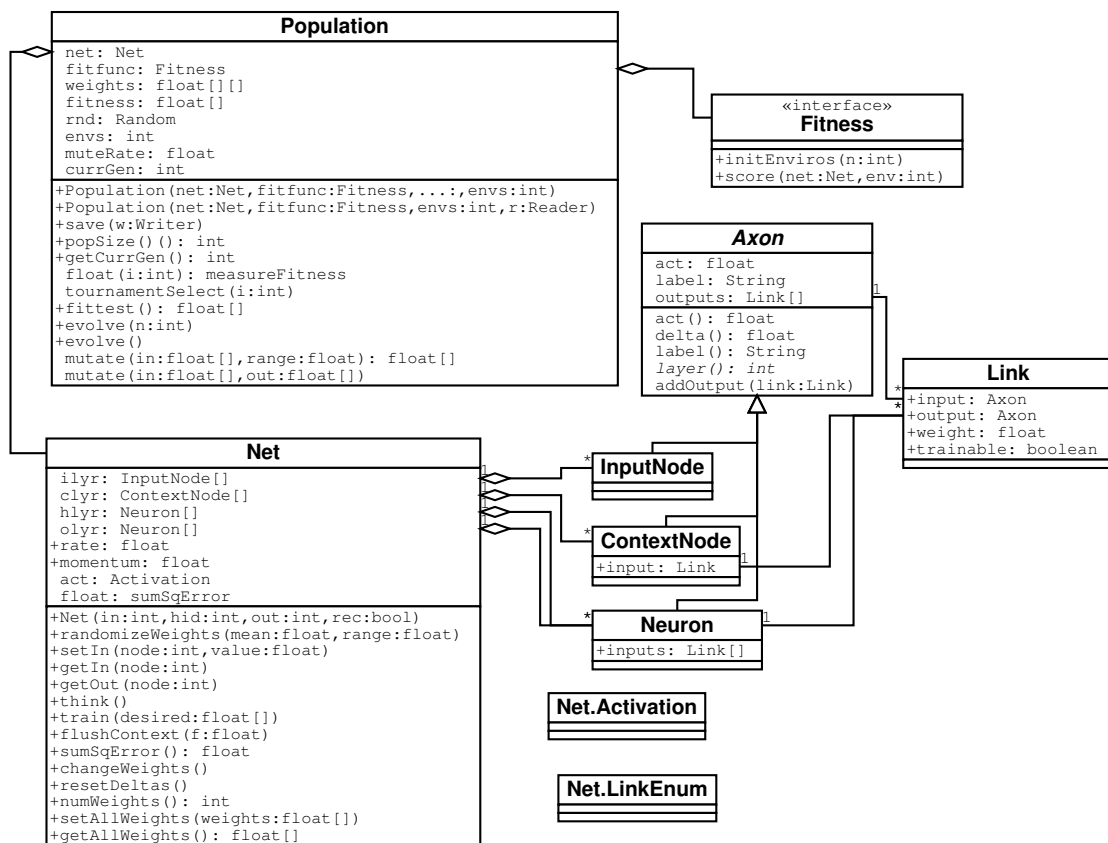 Population
net: Net
fitfunc: Fitness
weights: float[][]
fitness: float[]
rnd: Random
envs: int
muteRate: float
currGen: int
+Population(net:Net,fitfunc:Fitness,...:,envs:int)
+Population(net:Net,fitfunc:Fitness,envs:int,r:Reader)
+save(w:Writer)
+popSize()(): int
+getCurrGen(): int
float(i:int): measureFitness
tournamentSelect(i:int)
+fittest(): float[]
+evolve(n:int)
+evolve()
mutate(in:float[],range:float): float[]
mutate(in:float[],out:float[])
«interface»
Fitness
+initEnviros(n:int)
+score(net:Net,env:int)
Axon
act: float
label: String
outputs: Link[]
1
act(): float
delta(): float
label(): String
layer(): int
addOutput(link:Link)
Link
*
*
+input: Axon
+output: Axon
+weight: float
+trainable: boolean
Net
ilyr: InputNode[]
clyr: ContextNode[]
hlyr: Neuron[]
olyr: Neuron[]
+rate: float
+momentum: float
act: Activation
float: sumSqError
1
1
1
1
+Net(in:int,hid:int,out:int,rec:bool)
+randomizeWeights(mean:float,range:float)
+setIn(node:int,value:float)
+getIn(node:int)
+getOut(node:int)
+think()
+train(desired:float[])
+flushContext(f:float)
+sumSqError(): float
+changeWeights()
+resetDeltas()
+numWeights(): int
+setAllWeights(weights:float[])
+getAllWeights(): float[]
*
InputNode
*
ContextNode
+input: Link
1
*
Neuron
+inputs: Link[]
1
Net.Activation
Net.LinkEnum